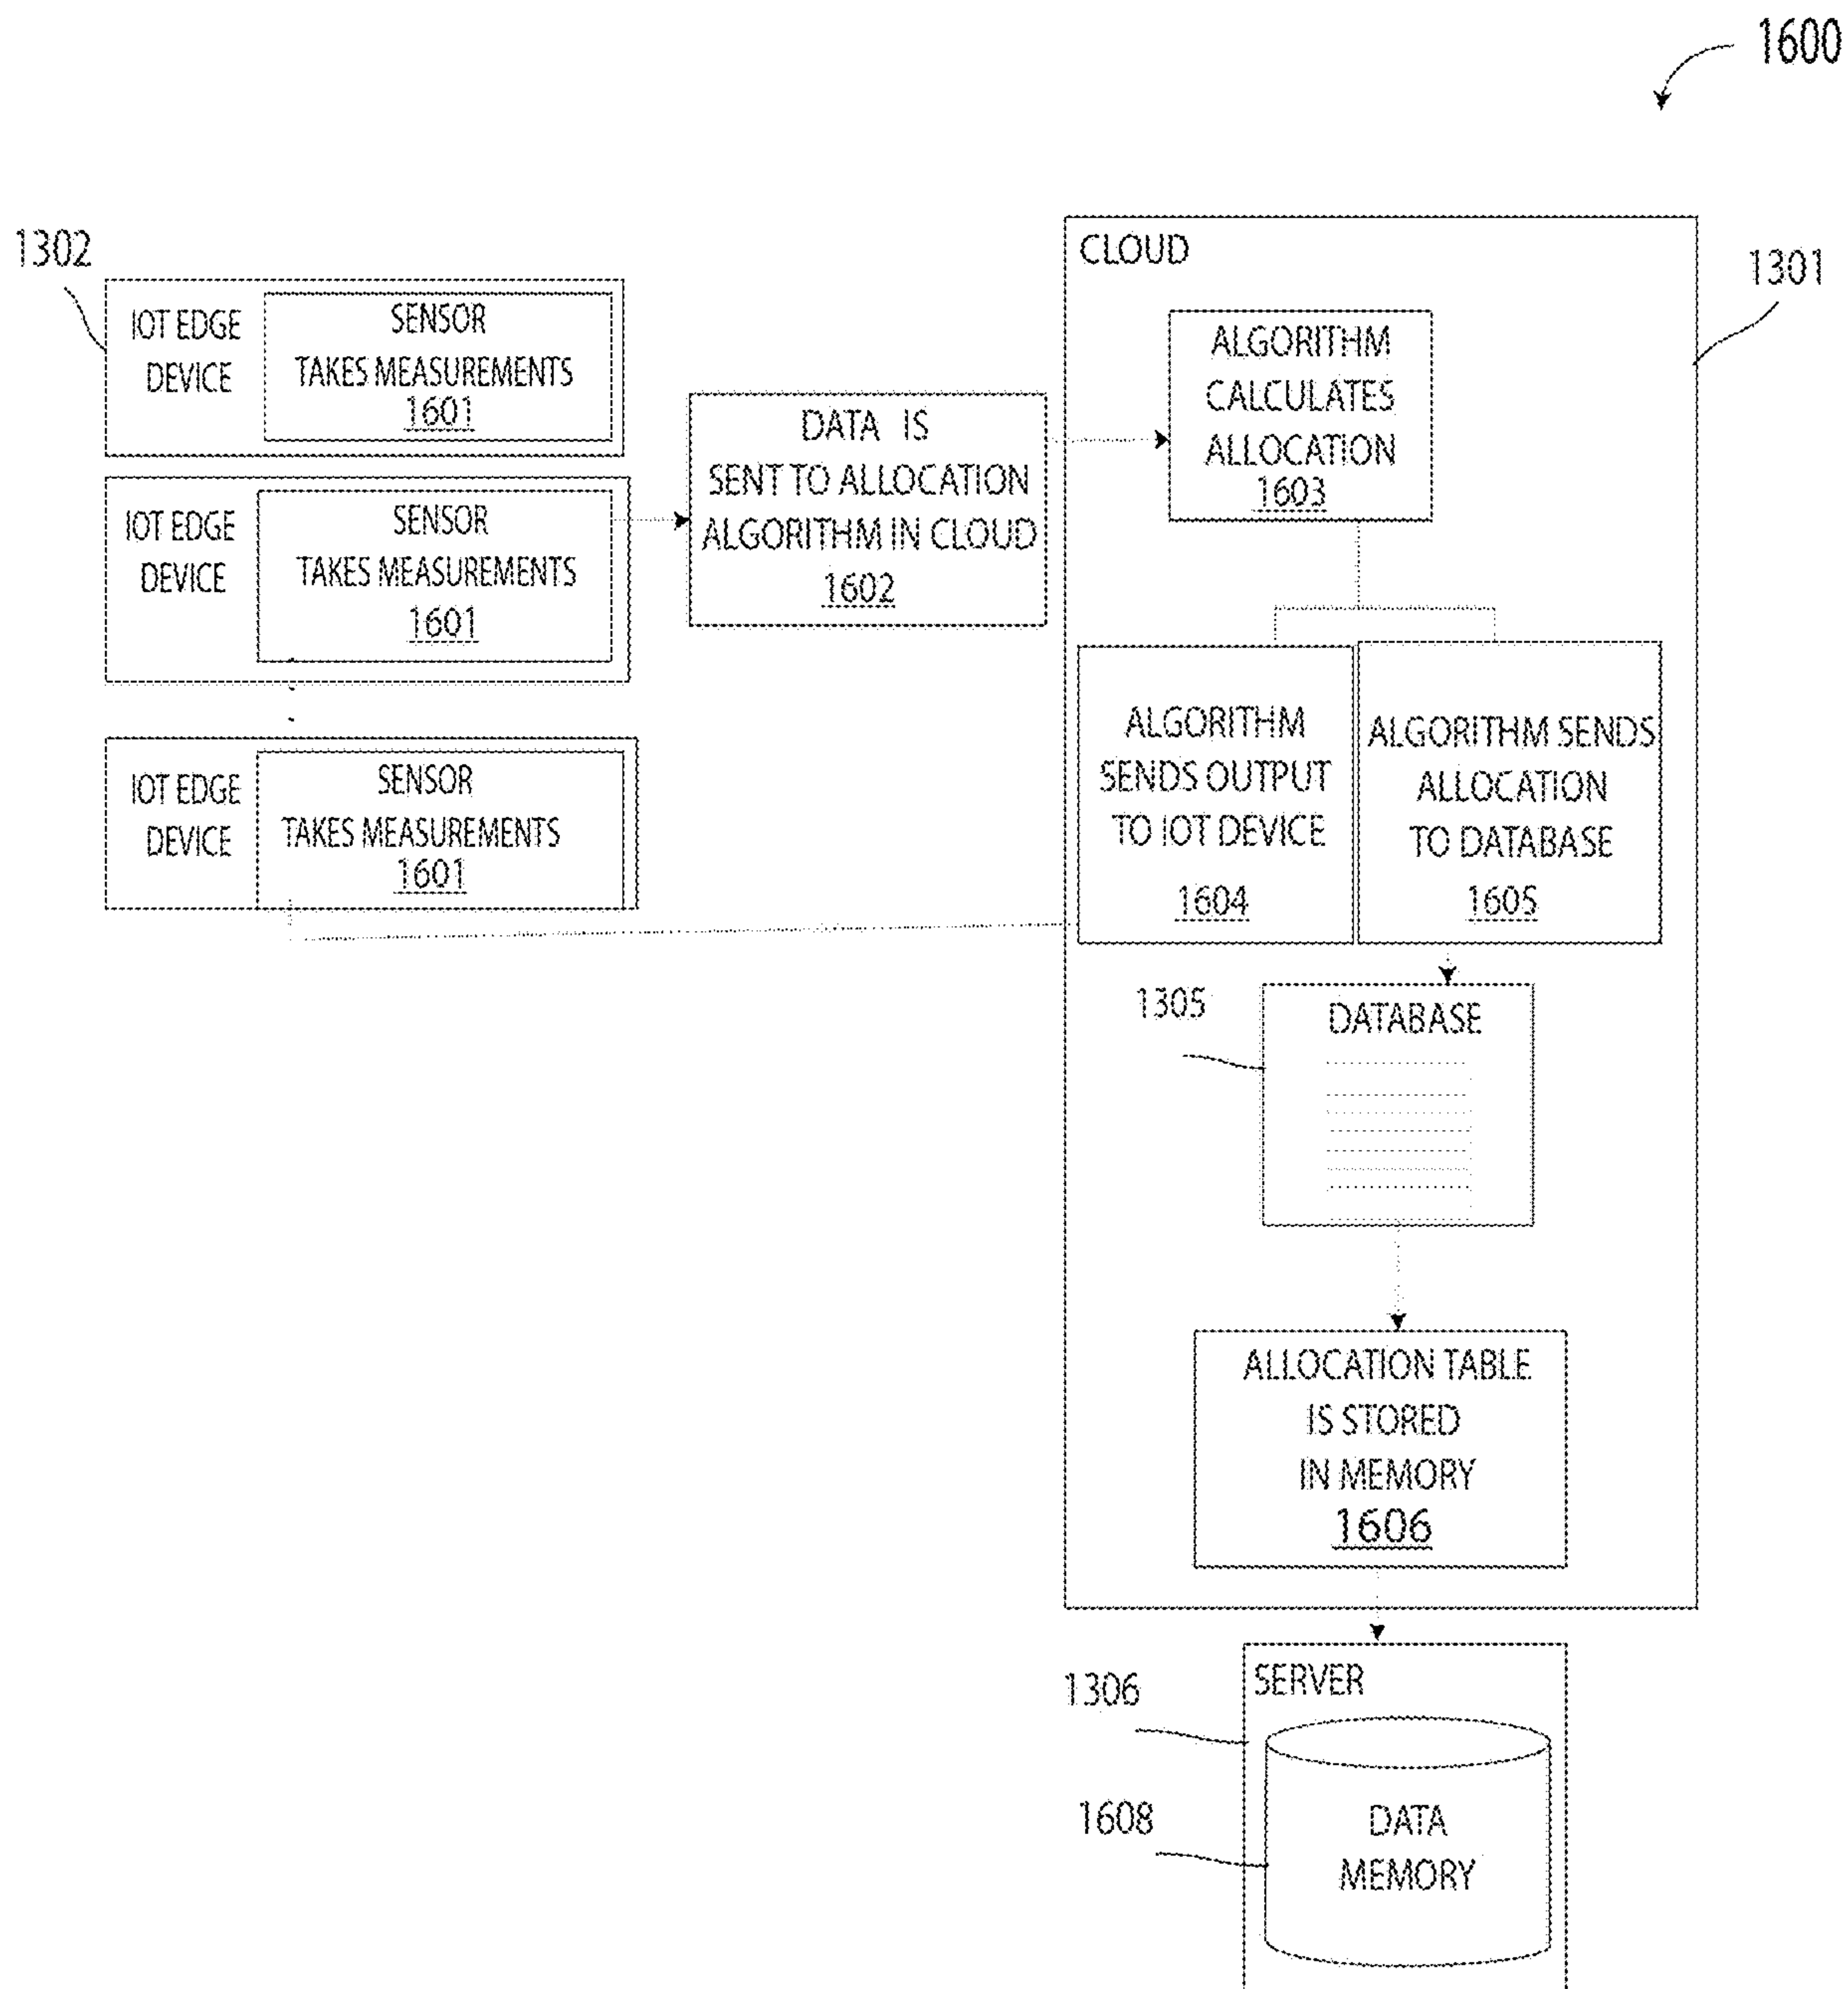 1600
1302
IOT EDGE
DEVICE
SENSOR
TAKES MEASUREMENTS
1601
IOT EDGE
DEVICE
SENSOR
TAKES MEASUREMENTS
1601
IOT EDGE
DEVICE
SENSOR
TAKES MEASUREMENTS
1601
DATA IS
SENT TO ALLOCATION
ALGORITHM IN CLOUD
1602
CLOUD
1301
ALGORITHM
CALCULATES
ALLOCATION
1603
ALGORITHM
SENDS OUTPUT
TO IOT DEVICE
1604
ALGORITHM SENDS
ALLOCATION
TO DATABASE
1605
1305
DATABASE
ALLOCATION TABLE
IS STORED
IN MEMORY
1606
1306
SERVER
1608
DATA
MEMORY